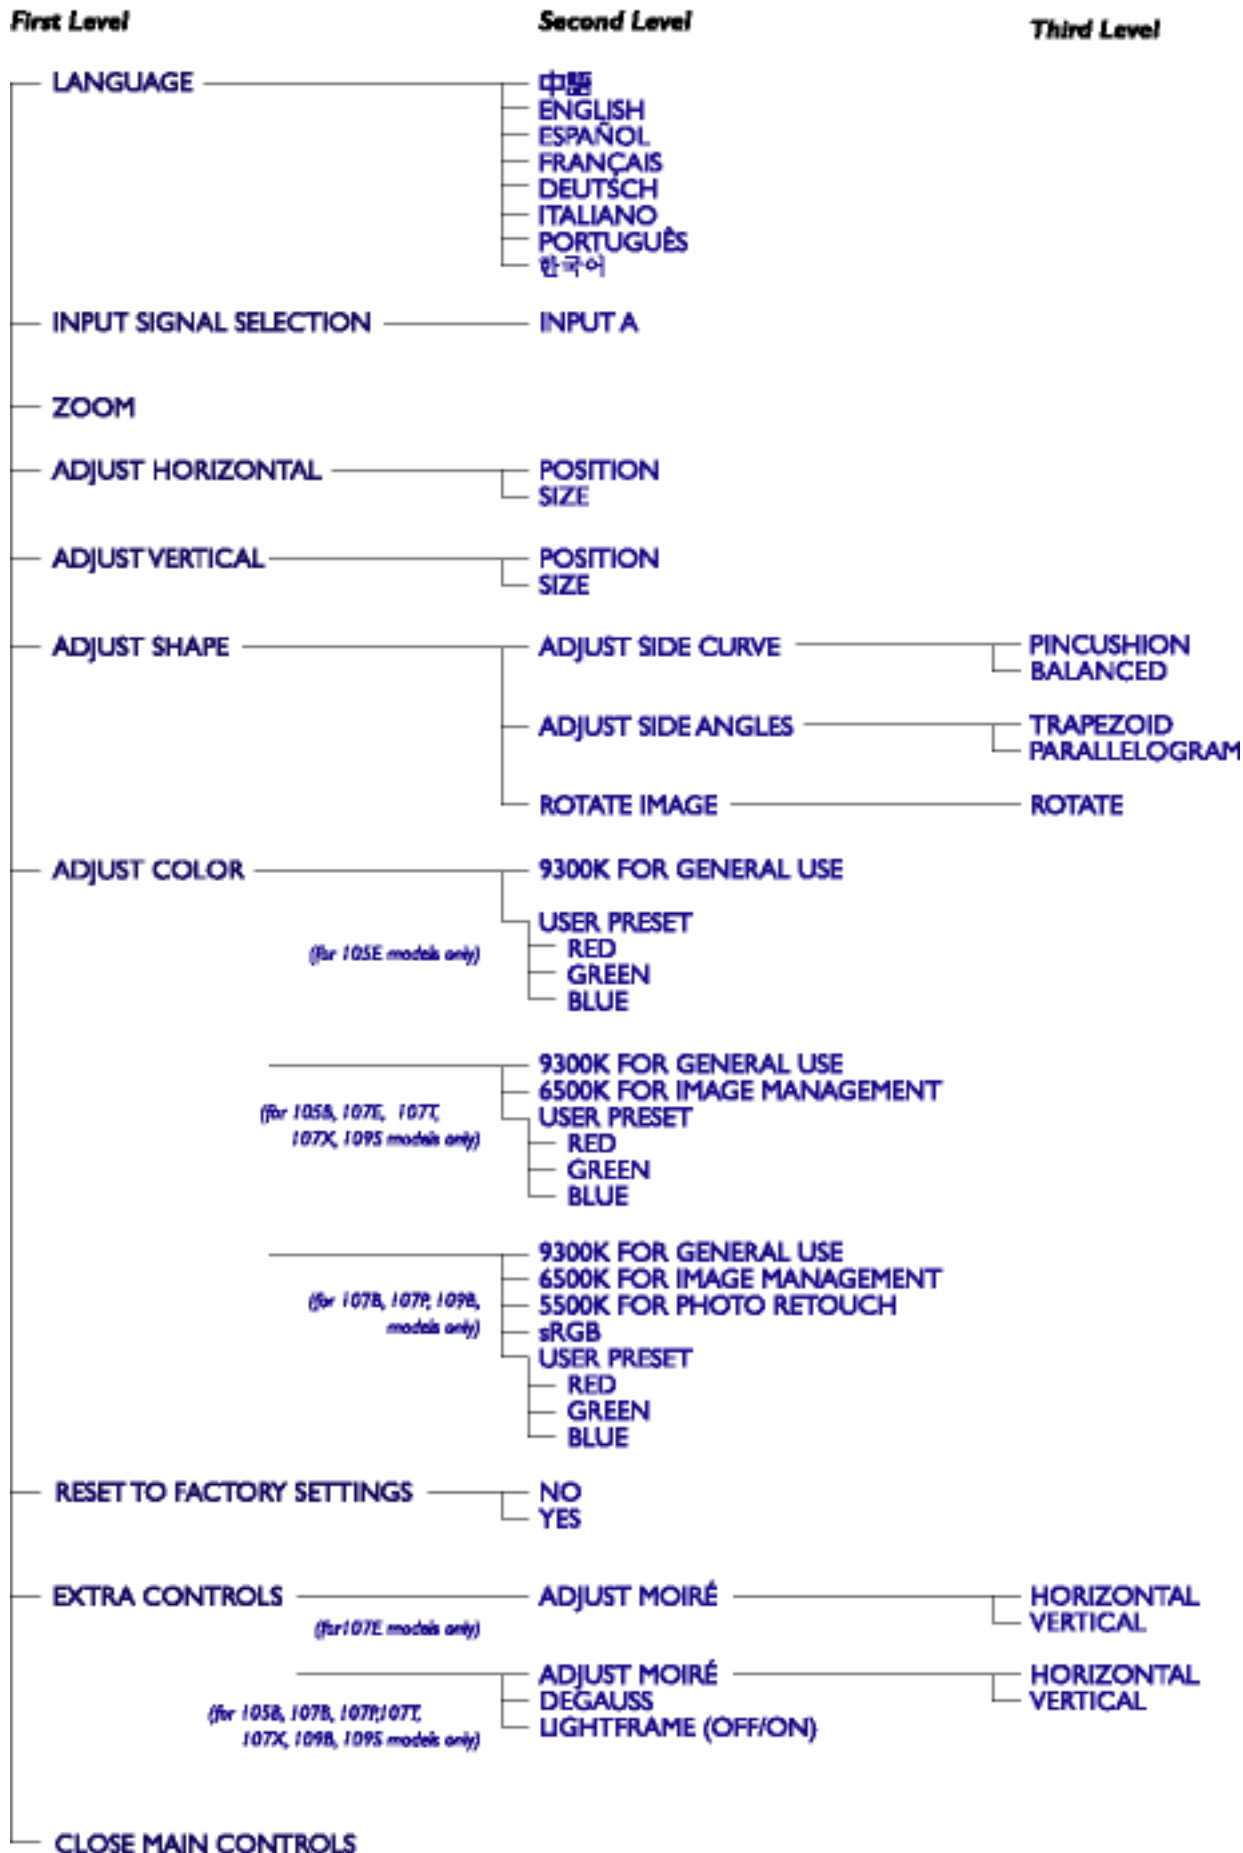 First Level Second Level Third Level
LANGUAGE 中語
ENGLISH
ESPAÑOL
FRANÇAIS
DEUTSCH
ITALIANO
PORTUGUÊS
한국어
INPUT SIGNAL SELECTION INPUT A
ZOOM
ADJUST HORIZONTAL POSITION
SIZE
ADJUST VERTICAL POSITION
SIZE
ADJUST SHAPE ADJUST SIDE CURVE PINCUSHION
BALANCED
ADJUST SIDE ANGLES TRAPEZOID
PARALLELOGRAM
ROTATE IMAGE ROTATE
ADJUST COLOR 9300K FOR GENERAL USE
USER PRESET
(for 105E models only) RED
GREEN
BLUE
9300K FOR GENERAL USE
6500K FOR IMAGE MANAGEMENT
(for 105B, 107E, 107T, USER PRESET
107X, 109S models only) RED
GREEN
BLUE
9300K FOR GENERAL USE
6500K FOR IMAGE MANAGEMENT
(for 107B, 107P, 109B, 5500K FOR PHOTO RETOUCH
models only) sRGB
USER PRESET
RED
GREEN
BLUE
RESET TO FACTORY SETTINGS NO
YES
EXTRA CONTROLS ADJUST MOIRÉ HORIZONTAL
(for107E models only) VERTICAL
ADJUST MOIRÉ HORIZONTAL
(for 105B, 107B, 107P,107T, DEGAUSS VERTICAL
107X, 109B, 109S models only) LIGHTFRAME (OFF/ON)
CLOSE MAIN CONTROLS